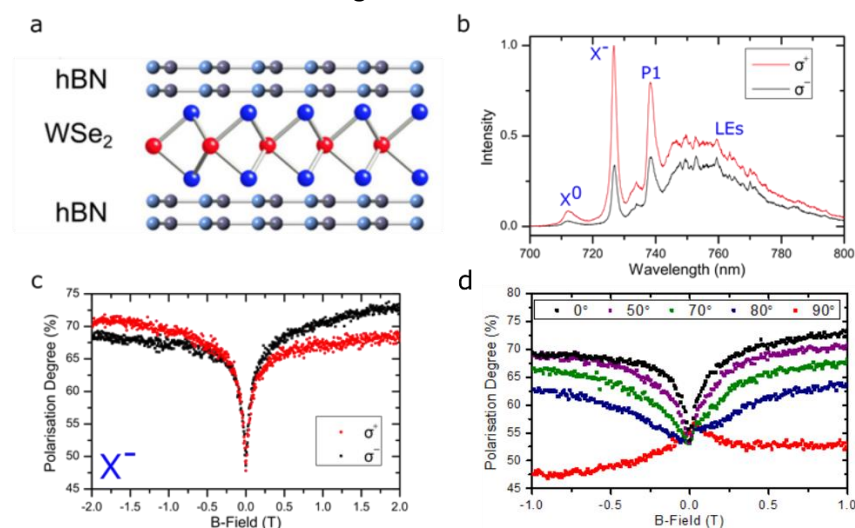 a
hBN
WSe2
hBN
b
X-
P1
LEs
X0
σ+
σ-
1.0
0.5
0.0
Intensity
700 720 740 760 780 800
Wavelength (nm)
c
75
70
65
60
55
50
45
Polarisation Degree (%)
σ+
σ-
X-
-2.0 -1.5 -1.0 -0.5 0.0 0.5 1.0 1.5 2.0
B-Field (T)
d
0° 50° 70° 80° 90°
80
75
70
65
60
55
50
45
Polarisation Degree (%)
-1.0 -0.5 0.0 0.5 1.0
B-Field (T)